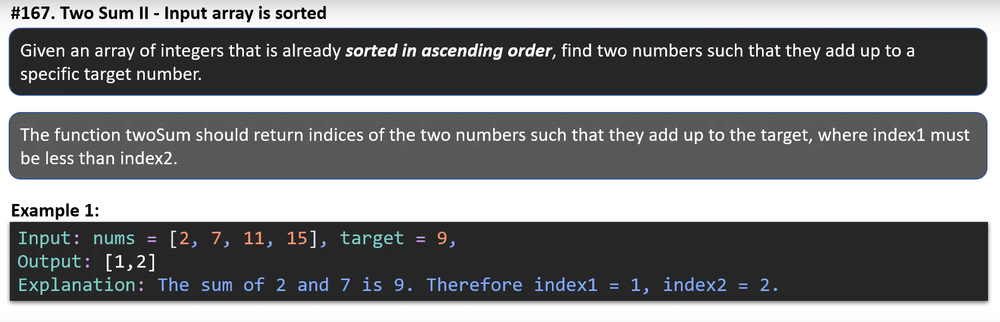 #167. Two Sum II - Input array is sorted
Given an array of integers that is already sorted in ascending order, find two numbers such that they add up to a
specific target number.
The function twoSum should return indices of the two numbers such that they add up to the target, where index1 must
be less than index2.
Example 1:
Input: nums = [2, 7, 11, 15], target = 9,
Output: [1,2]
Explanation: The sum of 2 and 7 is 9. Therefore index1 = 1, index2 = 2.